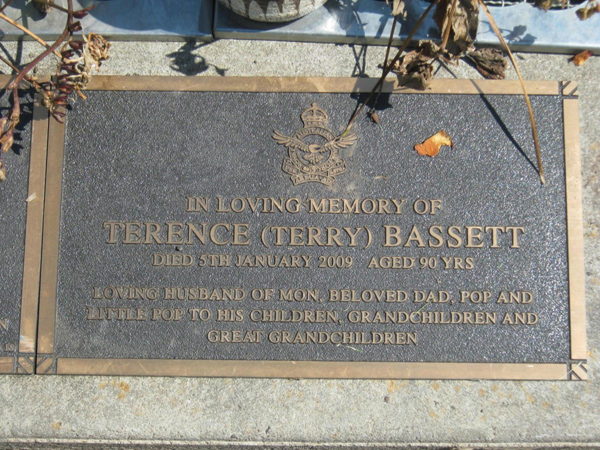 IN LOVING MEMORY OF
TERENCE (TERRY) BASSETT
DIED 5TH JANUARY 2009 AGED 90 YRS
LOVING HUSBAND OF MON, BELOVED DAD, POP AND
LITTLE POP TO HIS CHILDREN, GRANDCHILDREN AND
GREAT GRANDCHILDREN